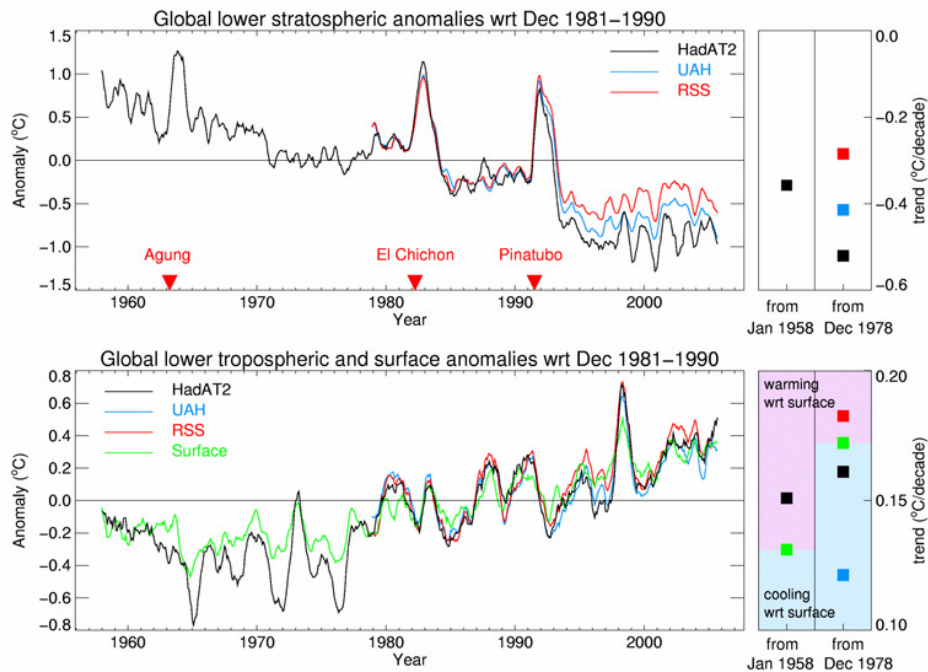 Global lower stratospheric anomalies wrt Dec 1981−1990
1.5
1.0
0.5
0.0
−0.5
−1.0
−1.5
Anomaly (°C)
HadAT2
UAH
RSS
Agung
El Chichon
Pinatubo
1960
1970
1980
1990
2000
Year
0.0
−0.2
−0.4
−0.6
trend (°C/decade)
from
Jan 1958
from
Dec 1978
Global lower tropospheric and surface anomalies wrt Dec 1981−1990
0.8
0.6
0.4
0.2
0.0
−0.2
−0.4
−0.6
−0.8
Anomaly (°C)
HadAT2
UAH
RSS
Surface
1960
1970
1980
1990
2000
Year
warming
wrt surface
cooling
wrt surface
0.20
0.15
0.10
trend (°C/decade)
from
Jan 1958
from
Dec 1978